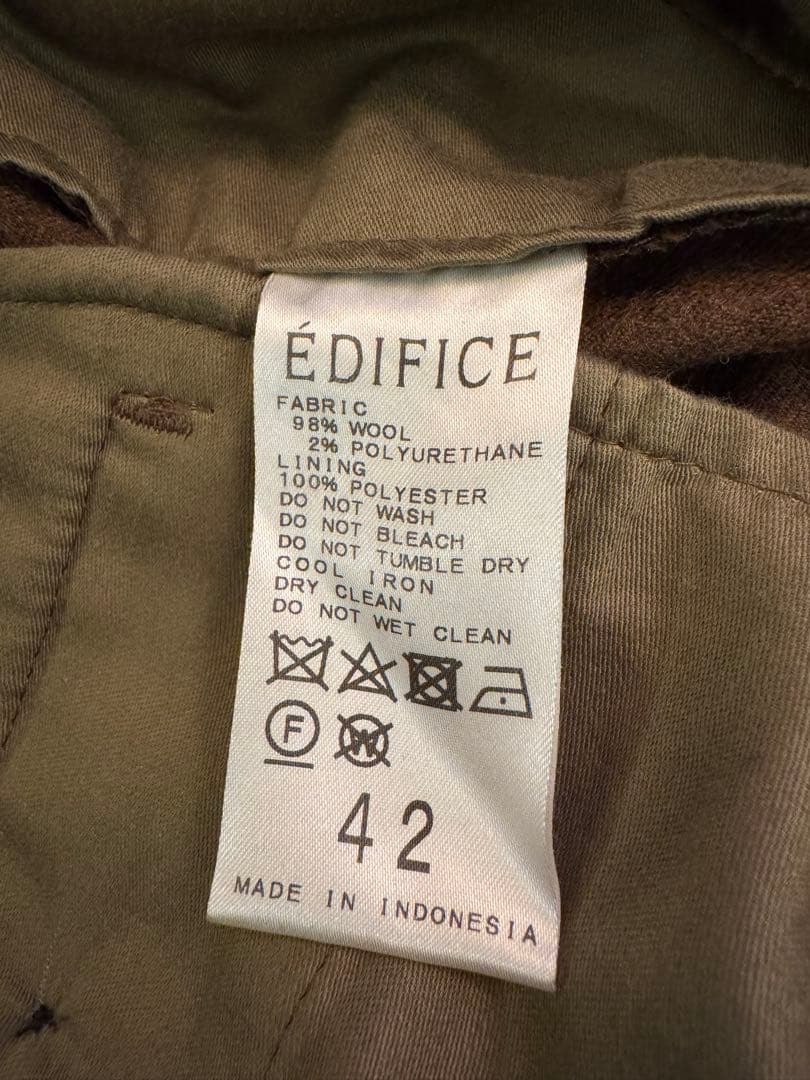 ÉDIFICE
FABRIC
98% WOOL
2% POLYURETHANE
LINING
100% POLYESTER
DO NOT WASH
DO NOT BLEACH
DO NOT TUMBLE DRY
COOL IRON
DRY CLEAN
DO NOT WET CLEAN
F W
42
MADE IN INDONESIA